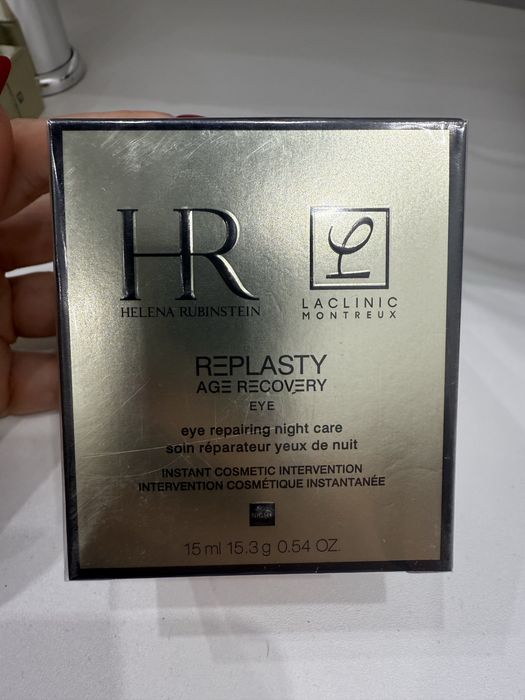 HR
HELENA RUBINSTEIN
LACLINIC
MONTREUX
REPLASTY
AGE RECOVERY
EYE
eye repairing night care
soin réparateur yeux de nuit
INSTANT COSMETIC INTERVENTION
INTERVENTION COSMÉTIQUE INSTANTANÉE
NIGHT
15 ml 15.3 g 0.54 OZ.